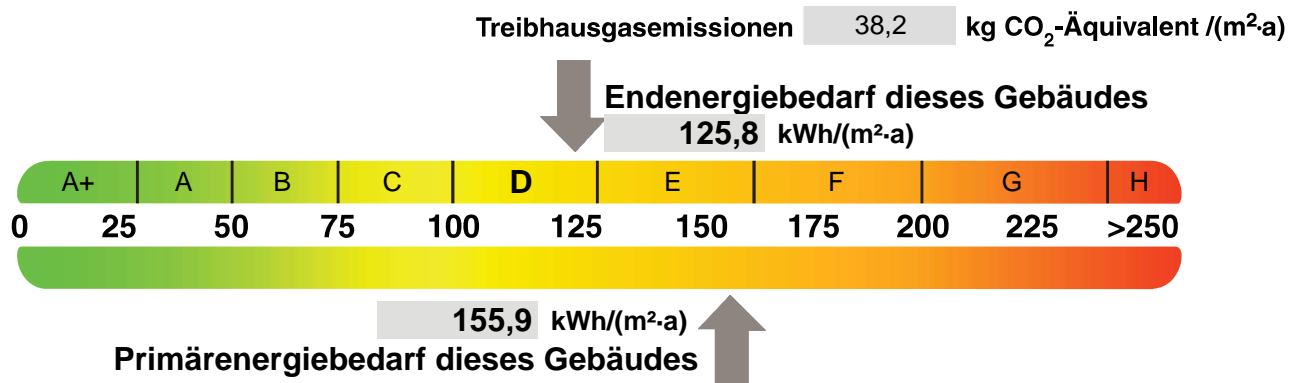 Treibhausgasemissionen 38,2 kg CO₂-Äquivalent /(m²·a)
Endenergiebedarf dieses Gebäudes
125,8 kWh/(m²·a)
A+ A B C D E F G H
0 25 50 75 100 125 150 175 200 225 >250
155,9 kWh/(m²·a)
Primärenergiebedarf dieses Gebäudes